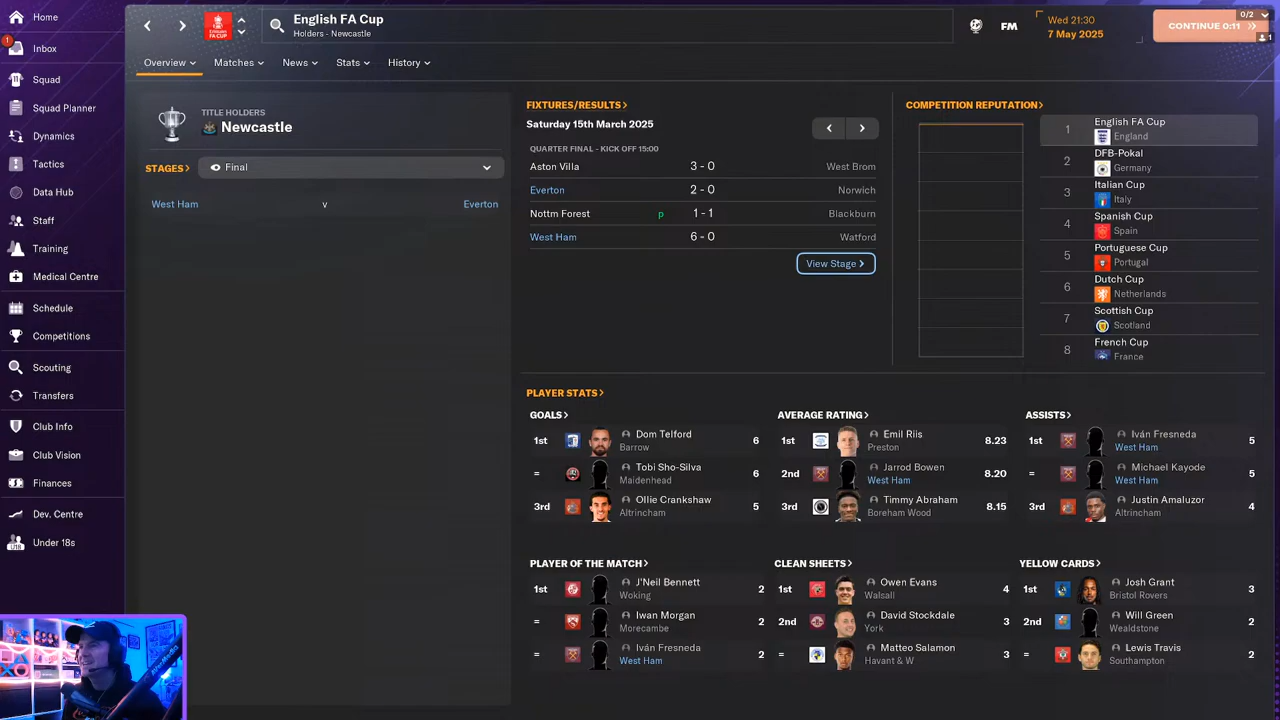 Home
1
Inbox
Squad
Squad Planner
Dynamics
Tactics
Data Hub
Staff
Training
Medical Centre
Schedule
Competitions
Scouting
Transfers
Club Info
Club Vision
Finances
Dev. Centre
Under 18s
English FA Cup
Holders - Newcastle
FM
Wed 21:30
7 May 2025
0/2
CONTINUE 0:11
1
Overview
Matches
News
Stats
History
TITLE HOLDERS
Newcastle
STAGES
Final
West Ham v Everton
FIXTURES/RESULTS
Saturday 15th March 2025
QUARTER FINAL - KICK OFF 15:00
Aston Villa 3 - 0 West Brom
Everton 2 - 0 Norwich
Nottm Forest p 1 - 1 Blackburn
West Ham 6 - 0 Watford
View Stage
COMPETITION REPUTATION
1 English FA Cup
England
2 DFB-Pokal
Germany
3 Italian Cup
Italy
4 Spanish Cup
Spain
5 Portuguese Cup
Portugal
6 Dutch Cup
Netherlands
7 Scottish Cup
Scotland
8 French Cup
France
PLAYER STATS
GOALS
1st Dom Telford 6
Barrow
= Tobi Sho-Silva 6
Maidenhead
3rd Ollie Crankshaw 5
Altrincham
AVERAGE RATING
1st Emil Riis 8.23
Preston
2nd Jarrod Bowen 8.20
West Ham
3rd Timmy Abraham 8.15
Boreham Wood
ASSISTS
1st Iván Fresneda 5
West Ham
= Michael Kayode 5
West Ham
3rd Justin Amaluzor 4
Altrincham
PLAYER OF THE MATCH
1st J'Neil Bennett 2
Woking
= Iwan Morgan 2
Morecambe
= Iván Fresneda 2
West Ham
CLEAN SHEETS
1st Owen Evans 4
Walsall
2nd David Stockdale 3
York
= Matteo Salamon 3
Havant & W
YELLOW CARDS
1st Josh Grant 3
Bristol Rovers
2nd Will Green 2
Wealdstone
= Lewis Travis 2
Southampton